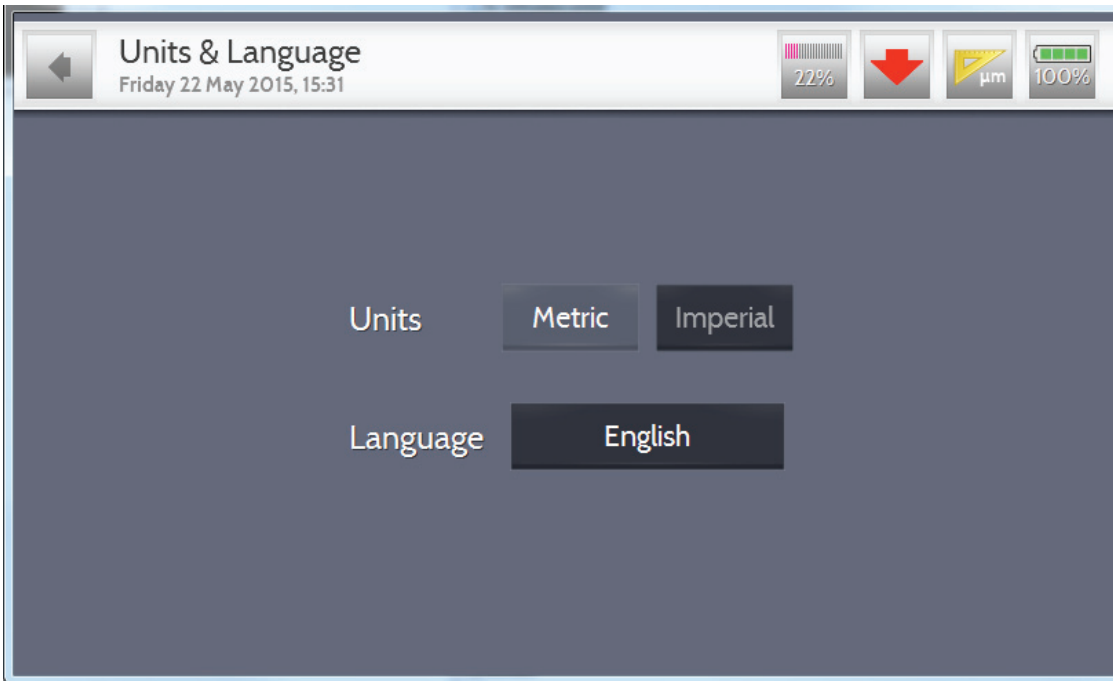 Units & Language
Friday 22 May 2015, 15:31
22%
µm
100%
Units Metric Imperial
Language English